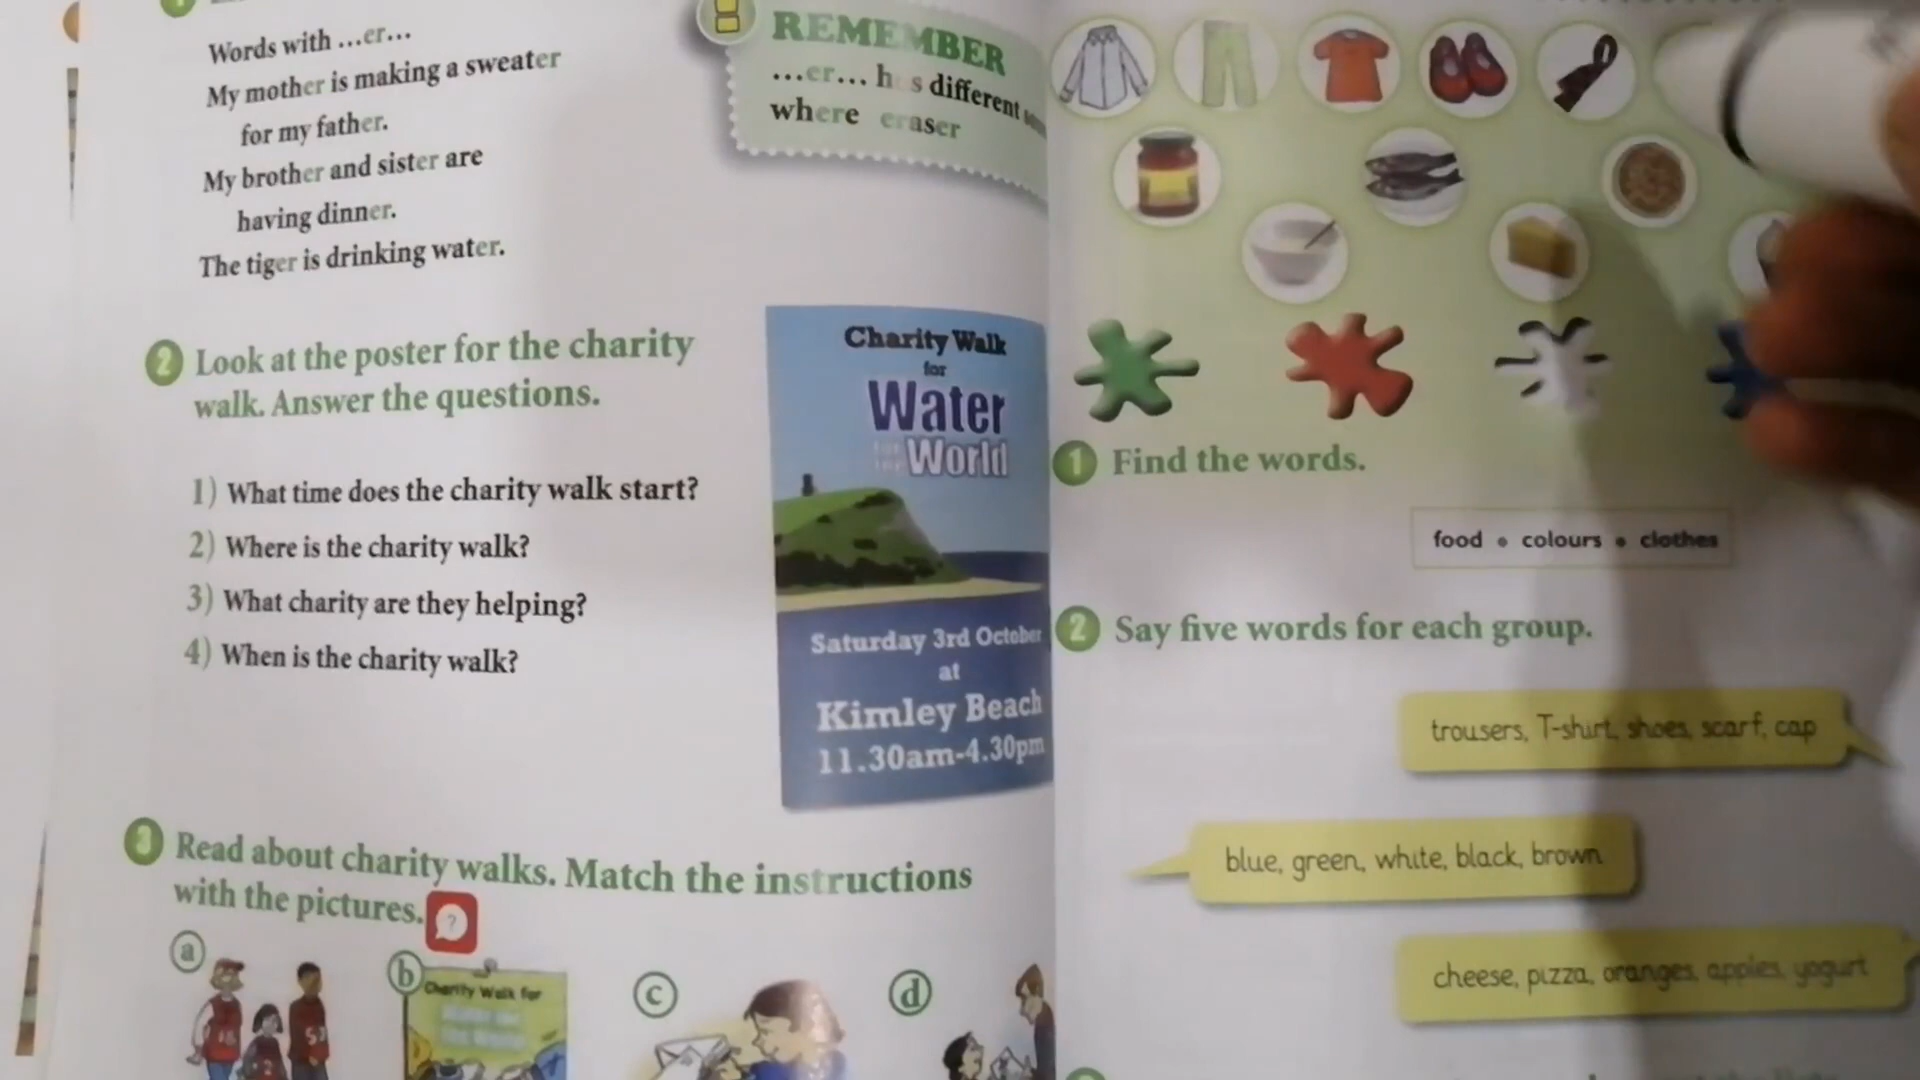 Words with ...er...
My mother is making a sweater
for my father.
My brother and sister are
having dinner.
The tiger is drinking water.
REMEMBER
...er... h s different
where eraser
2 Look at the poster for the charity
walk. Answer the questions.
1) What time does the charity walk start?
2) Where is the charity walk?
3) What charity are they helping?
4) When is the charity walk?
Charity Walk
for
Water
World
Saturday 3rd October
at
Kimley Beach
11.30am-4.30pm
3 Read about charity walks. Match the instructions
with the pictures.
?
a
b
Charity Walk for
c
d
1 Find the words.
food • colours • clothes
2 Say five words for each group.
trousers, T-shirt, shoes, scarf, cap
blue, green, white, black, brown
cheese, pizza, oranges, apples, yogurt